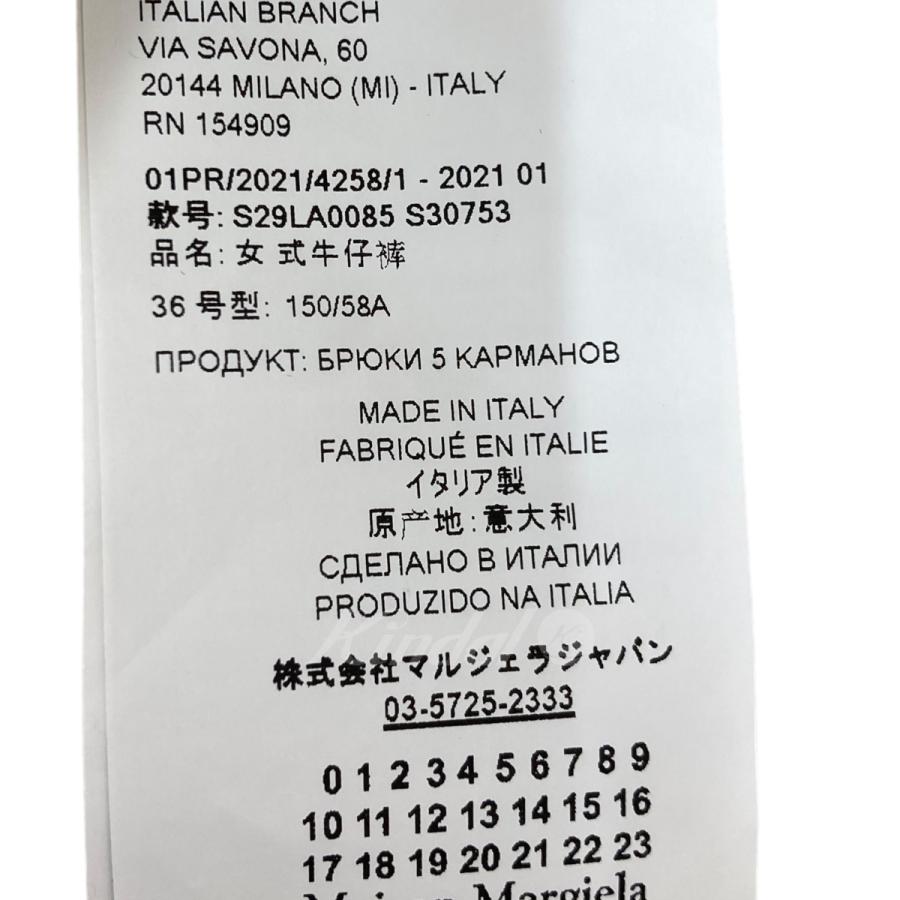 ITALIAN BRANCH
VIA SAVONA, 60
20144 MILANO (MI) - ITALY
RN 154909
01PR/2021/4258/1 - 2021 01
款号: S29LA0085 S30753
品名: 女 式牛仔裤
36 号型: 150/58A
ПРОДУКТ: БРЮКИ 5 КАРМАНОВ
MADE IN ITALY
FABRIQUÉ EN ITALIE
イタリア製
原产地:意大利
СДЕЛАНО В ИТАЛИИ
PRODUZIDO NA ITALIA
Kindal
株式会社マルジェラジャパン
03-5725-2333
0 1 2 3 4 5 6 7 8 9
10 11 12 13 14 15 16
17 18 19 20 21 22 23
Maison Margiela